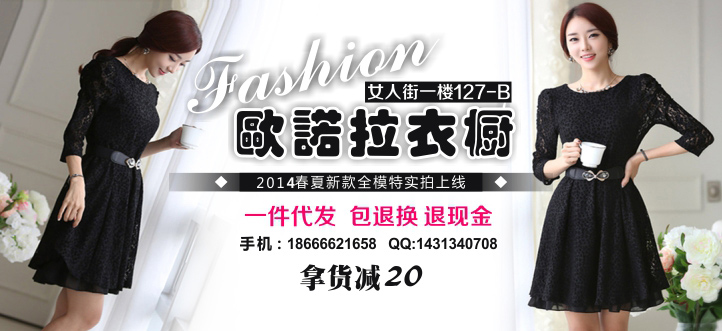 Fashion
女人街一楼127-B
歐諾拉衣橱
2014春夏新款全模特实拍上线
一件代发 包退换 退现金
手机：18666621658 QQ:1431340708
拿货减20